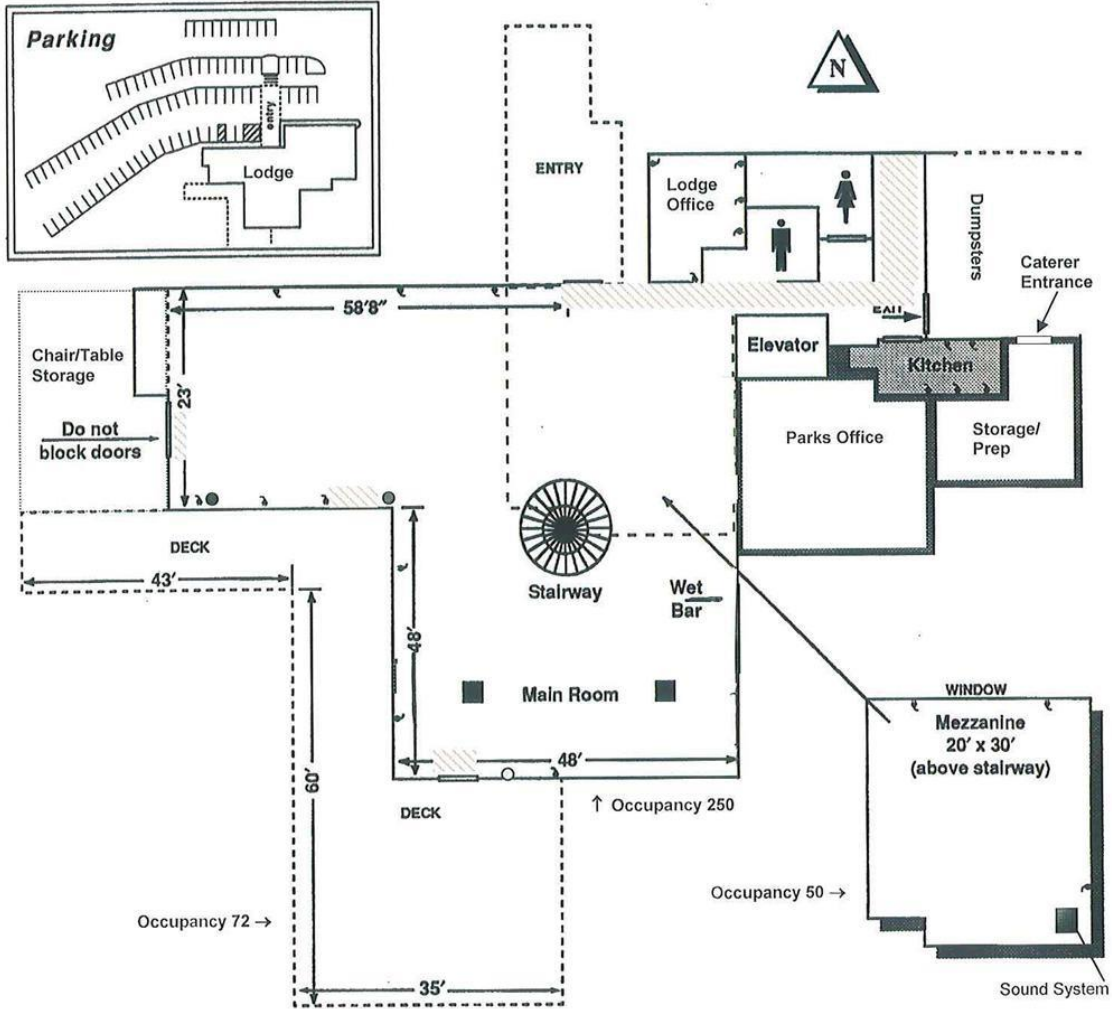 Parking
entry
Lodge
N
ENTRY
Lodge
Office
Dumpsters
Caterer
Entrance
58'8"
EXIT
Chair/Table
Storage
23'
Elevator
Kitchen
Do not
block doors
Parks Office
Storage/
Prep
DECK
43'
Stairway
Wet
Bar
48'
Main Room
WINDOW
Mezzanine
20' x 30'
(above stairway)
48'
60'
DECK
↑ Occupancy 250
Occupancy 50 →
Occupancy 72 →
35'
Sound System